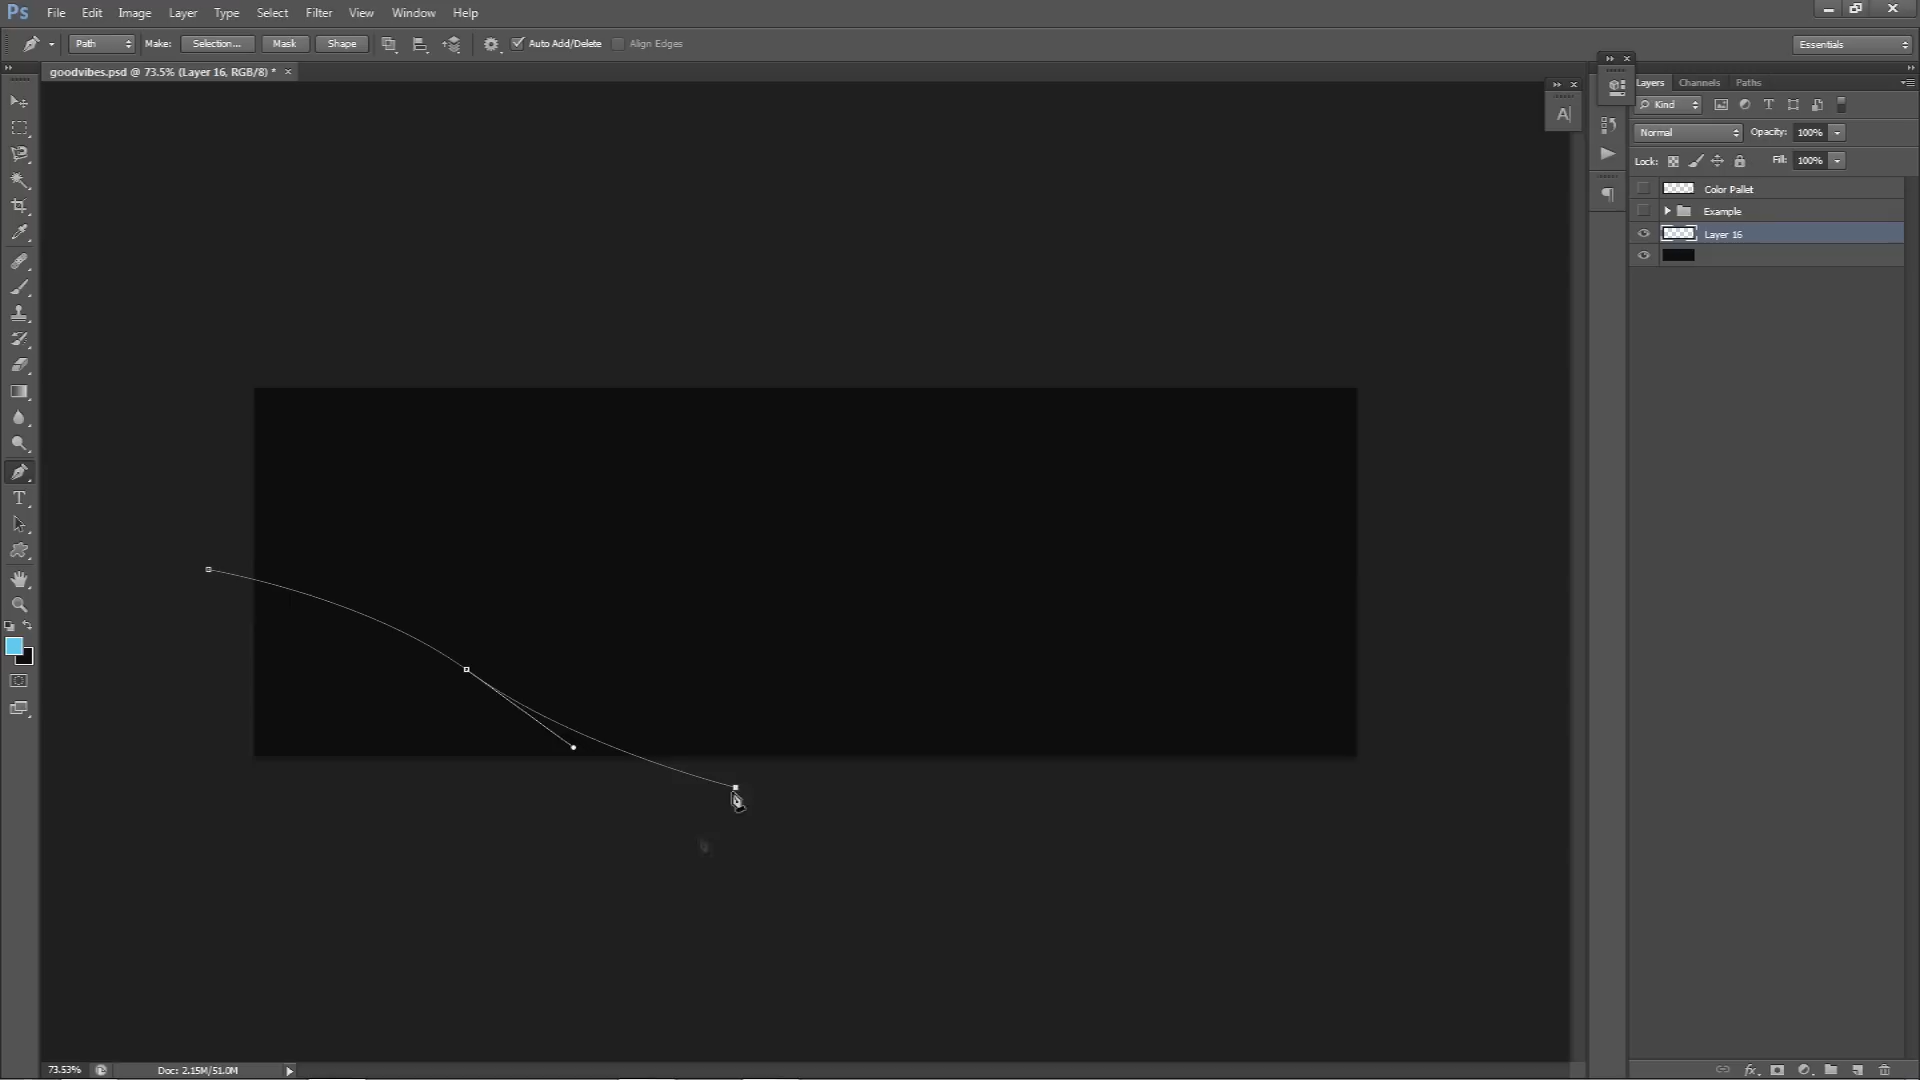 Ps File Edit Image Layer Type Select Filter View Window Help
Path Make: Selection... Mask Shape Auto Add/Delete Align Edges Essentials
goodvibes.psd @ 73.5% (Layer 16, RGB/8) * ×
Layers Channels Paths
Kind T
A
Normal Opacity: 100%
Lock: Fill: 100%
Color Pallet
Example
Layer 16
T
73.53% Doc: 2.15M/51.0M
fx